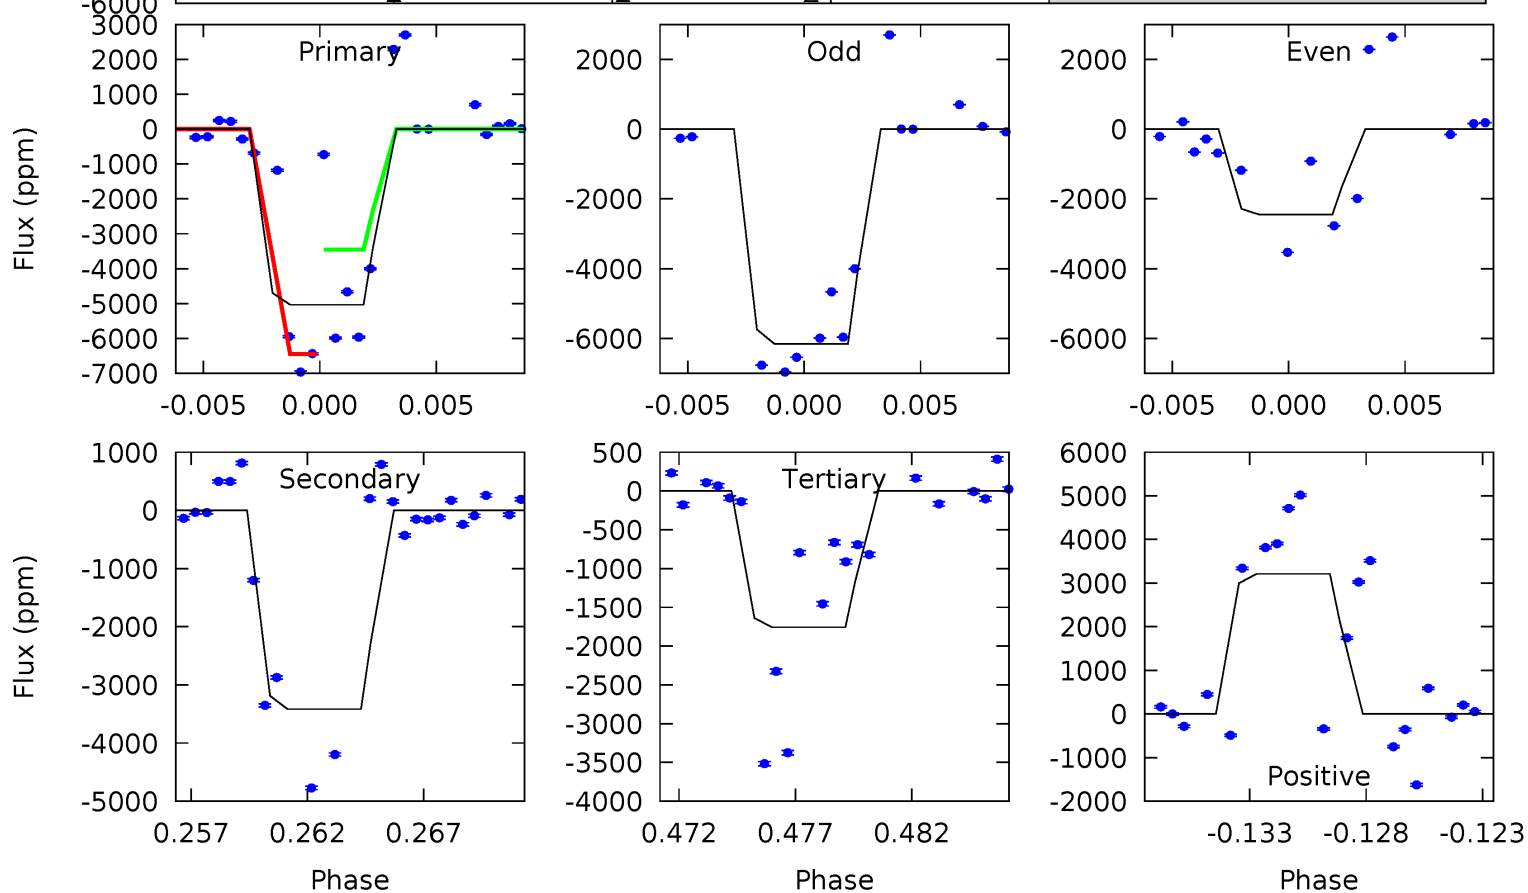 -6000
3000
2000
1000
0
-1000
-2000
-3000
-4000
-5000
-6000
-7000
Flux (ppm)
Primary
-0.005 0.000 0.005
2000
0
-2000
-4000
-6000
Odd
-0.005 0.000 0.005
2000
0
-2000
-4000
-6000
Even
-0.005 0.000 0.005
1000
0
-1000
-2000
-3000
-4000
-5000
Flux (ppm)
Secondary
0.257 0.262 0.267
Phase
500
0
-500
-1000
-1500
-2000
-2500
-3000
-3500
-4000
Tertiary
0.472 0.477 0.482
Phase
6000
5000
4000
3000
2000
1000
0
-1000
-2000
Positive
-0.133 -0.128 -0.123
Phase